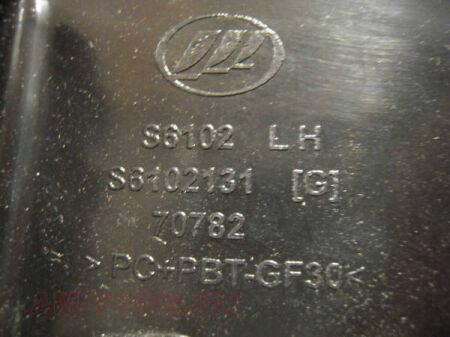 S6102 LH
S6102131 [G]
70782
>PC+PBT-GF30<